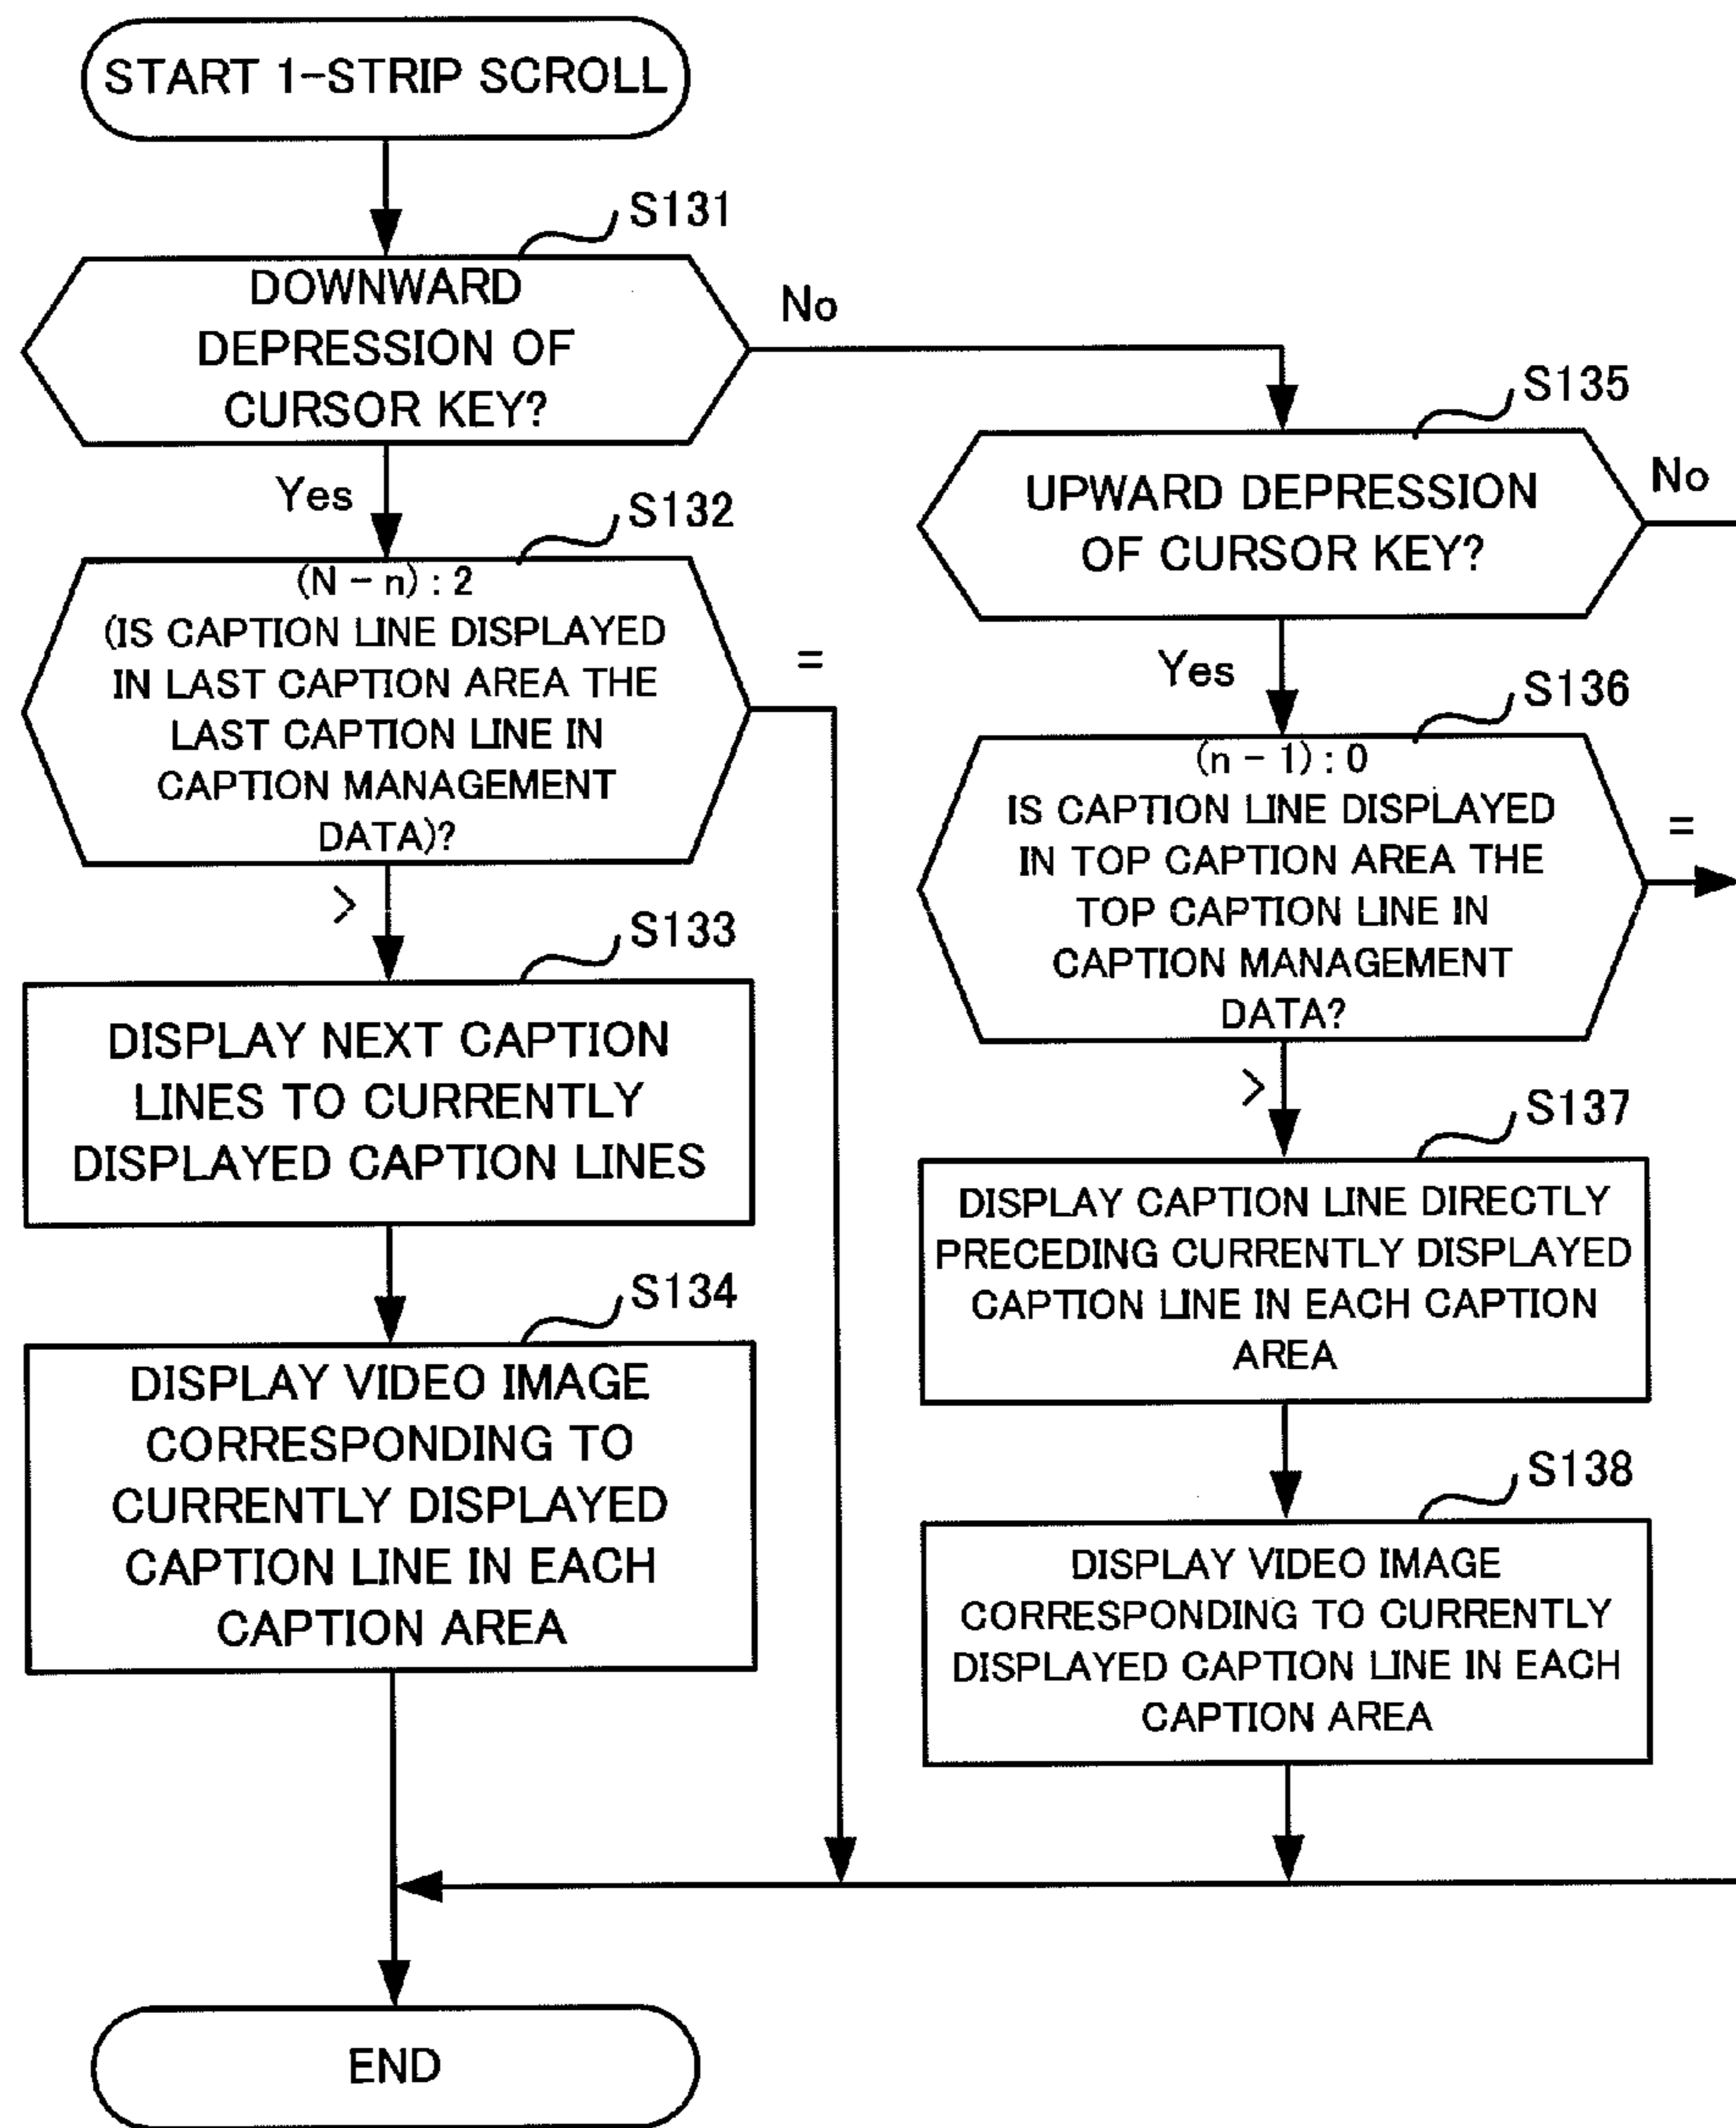 START 1-STRIP SCROLL
S131
DOWNWARD
DEPRESSION OF
CURSOR KEY?
No
Yes
S132
(N - n) : 2
(IS CAPTION LINE DISPLAYED
IN LAST CAPTION AREA THE
LAST CAPTION LINE IN
CAPTION MANAGEMENT
DATA)?
=
>
S133
DISPLAY NEXT CAPTION
LINES TO CURRENTLY
DISPLAYED CAPTION LINES
S134
DISPLAY VIDEO IMAGE
CORRESPONDING TO
CURRENTLY DISPLAYED
CAPTION LINE IN EACH
CAPTION AREA
END
S135
UPWARD DEPRESSION
OF CURSOR KEY?
No
Yes
S136
(n - 1) : 0
IS CAPTION LINE DISPLAYED
IN TOP CAPTION AREA THE
TOP CAPTION LINE IN
CAPTION MANAGEMENT
DATA?
=
>
S137
DISPLAY CAPTION LINE DIRECTLY
PRECEDING CURRENTLY DISPLAYED
CAPTION LINE IN EACH CAPTION
AREA
S138
DISPLAY VIDEO IMAGE
CORRESPONDING TO CURRENTLY
DISPLAYED CAPTION LINE IN EACH
CAPTION AREA